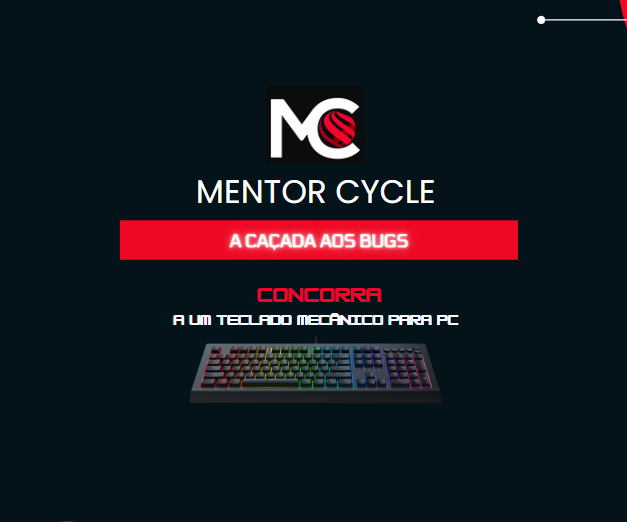 MC
MENTOR CYCLE
A CAÇADA AOS BUGS
CONCORRA
A UM TECLADO MECÂNICO PARA PC